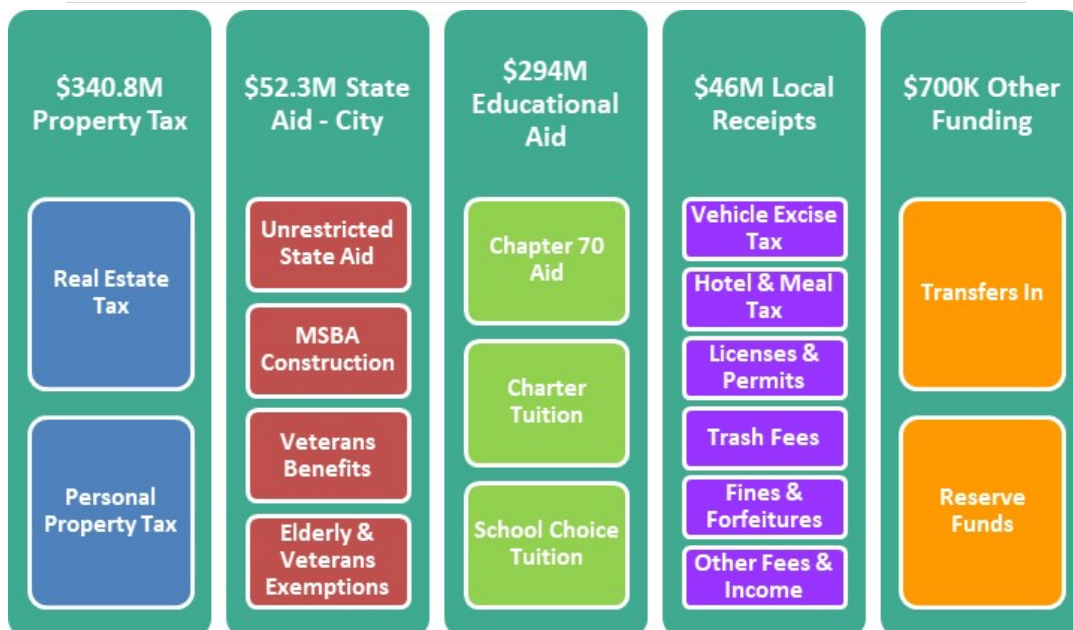 $340.8M
Property Tax
Real Estate
Tax
Personal
Property Tax
$52.3M State
Aid - City
Unrestricted
State Aid
MSBA
Construction
Veterans
Benefits
Elderly &
Veterans
Exemptions
$294M
Educational
Aid
Chapter 70
Aid
Charter
Tuition
School Choice
Tuition
$46M Local
Receipts
Vehicle Excise
Tax
Hotel & Meal
Tax
Licenses &
Permits
Trash Fees
Fines &
Forfeitures
Other Fees &
Income
$700K Other
Funding
Transfers In
Reserve
Funds